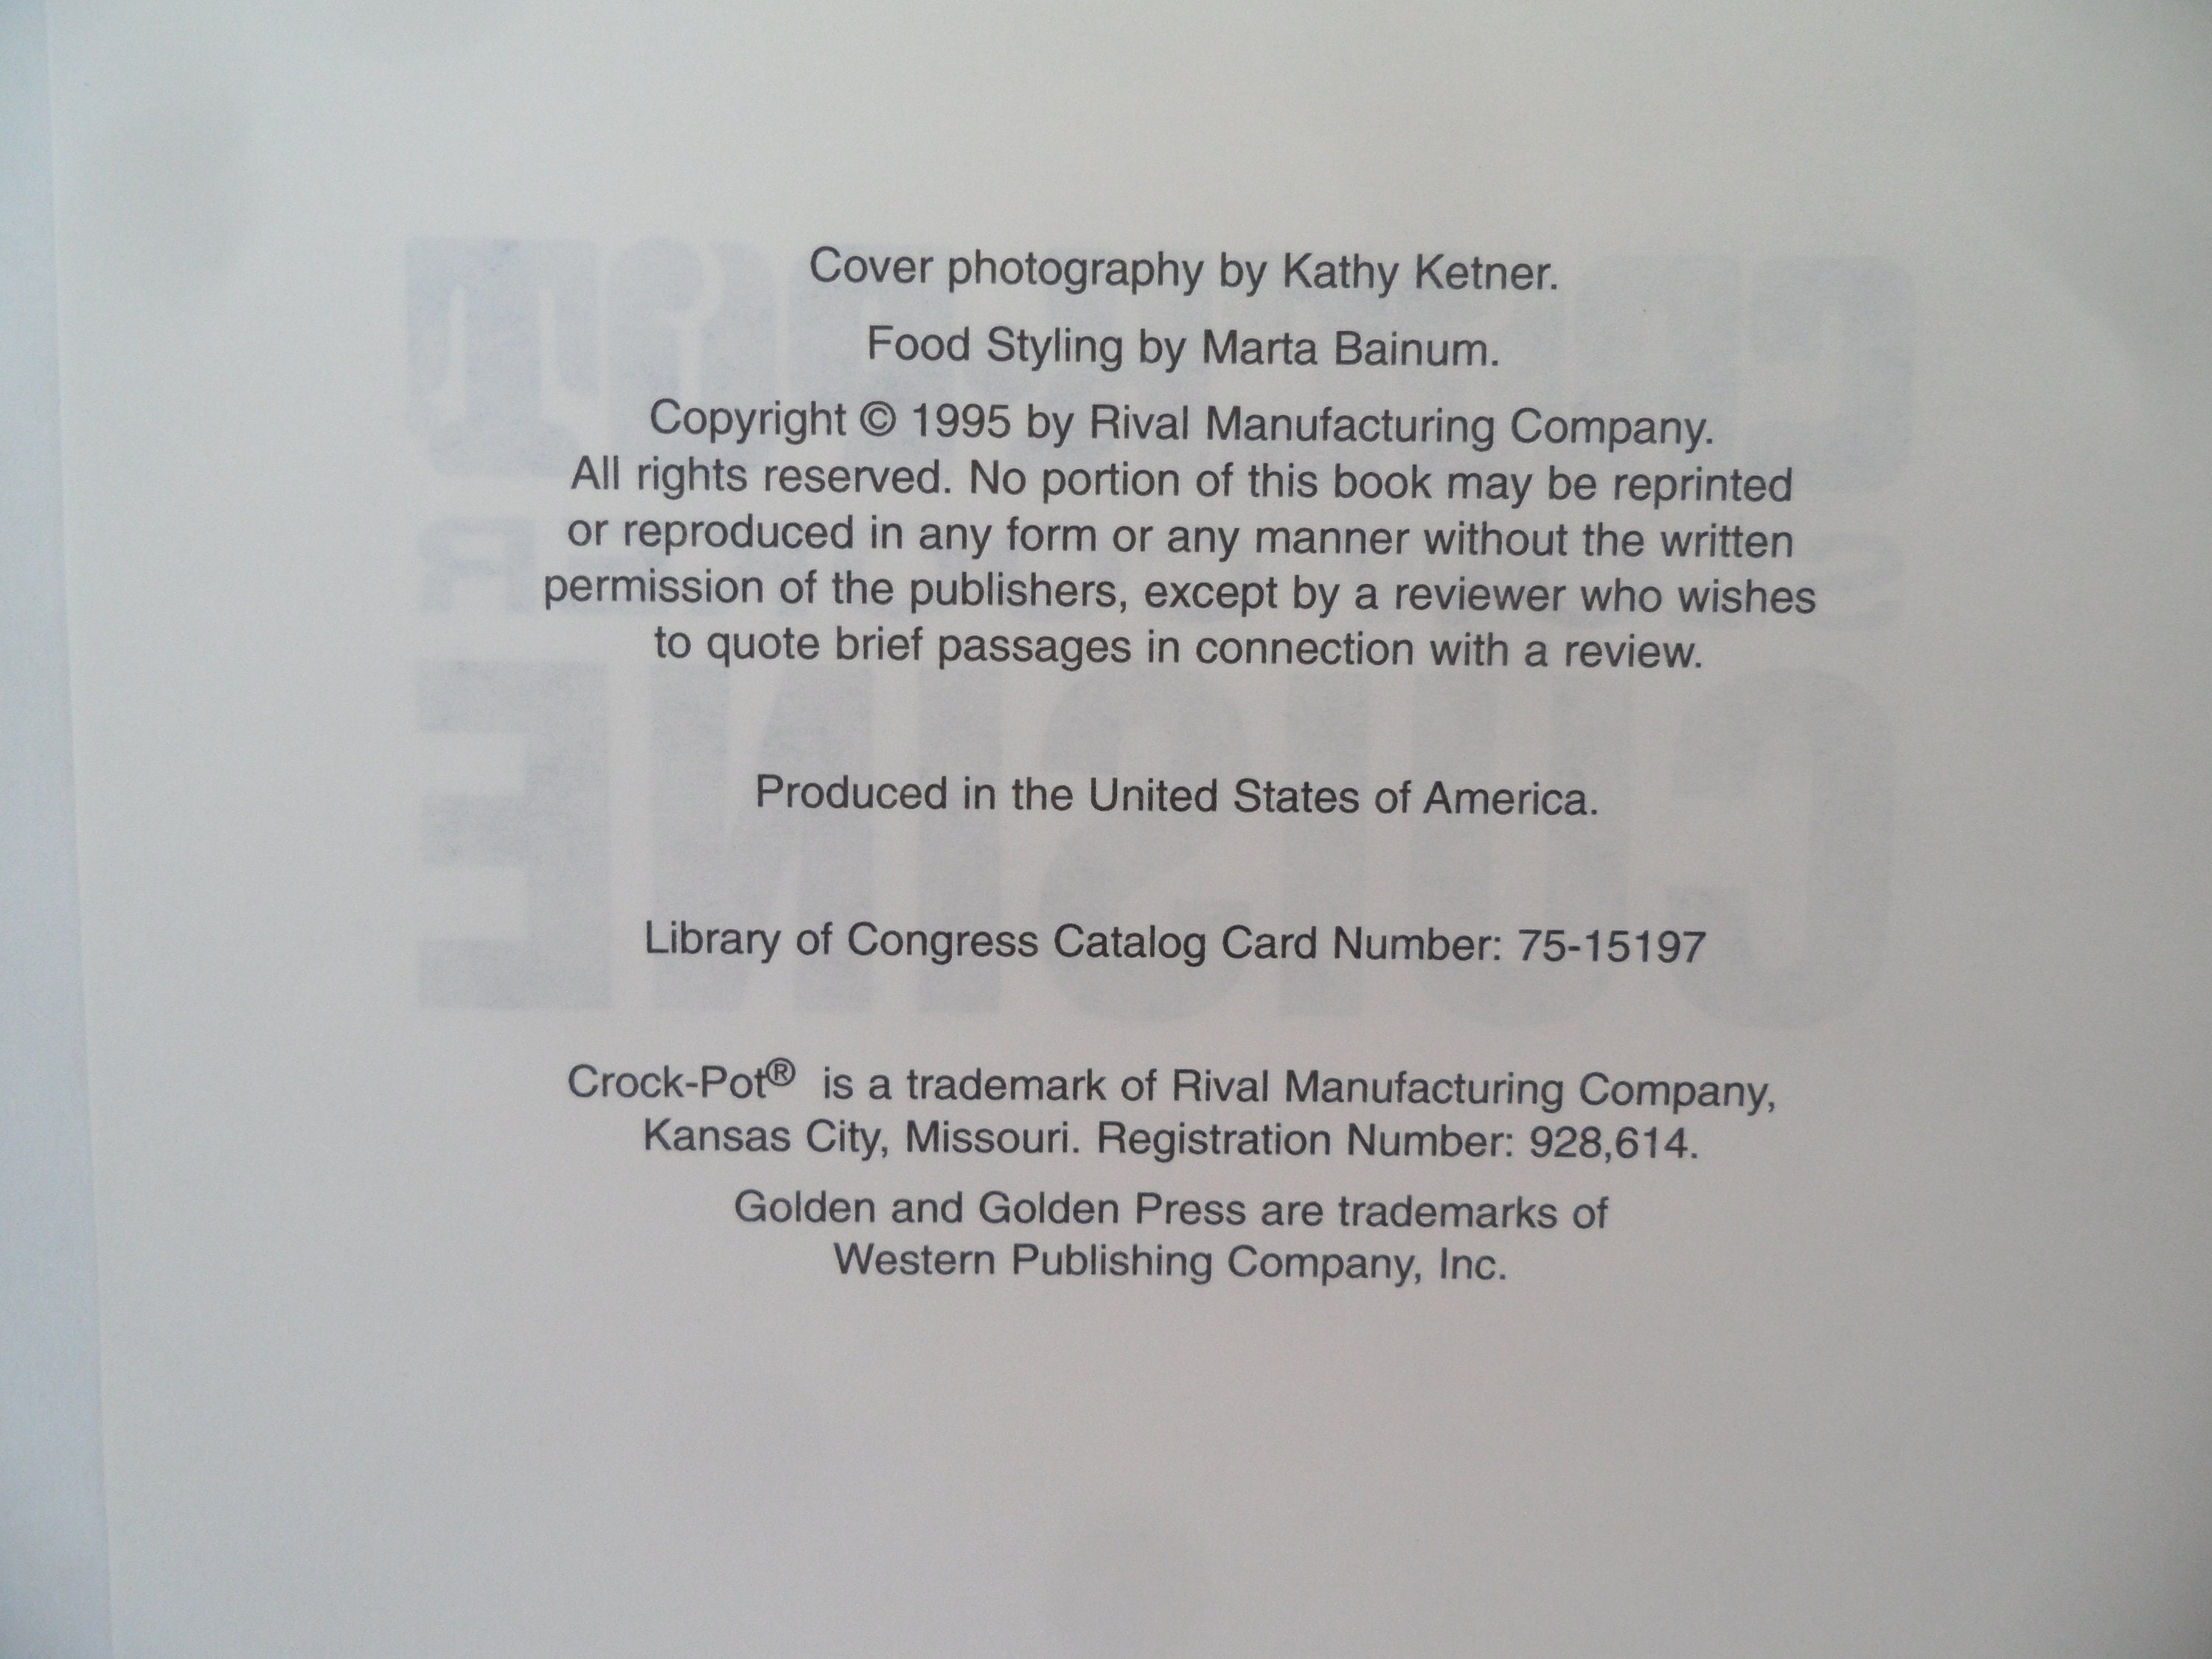 Cover photography by Kathy Ketner.
Food Styling by Marta Bainum.
Copyright © 1995 by Rival Manufacturing Company.
All rights reserved. No portion of this book may be reprinted
or reproduced in any form or any manner without the written
permission of the publishers, except by a reviewer who wishes
to quote brief passages in connection with a review.
Produced in the United States of America.
Library of Congress Catalog Card Number: 75-15197
Crock-Pot® is a trademark of Rival Manufacturing Company,
Kansas City, Missouri. Registration Number: 928,614.
Golden and Golden Press are trademarks of
Western Publishing Company, Inc.
CUISINE